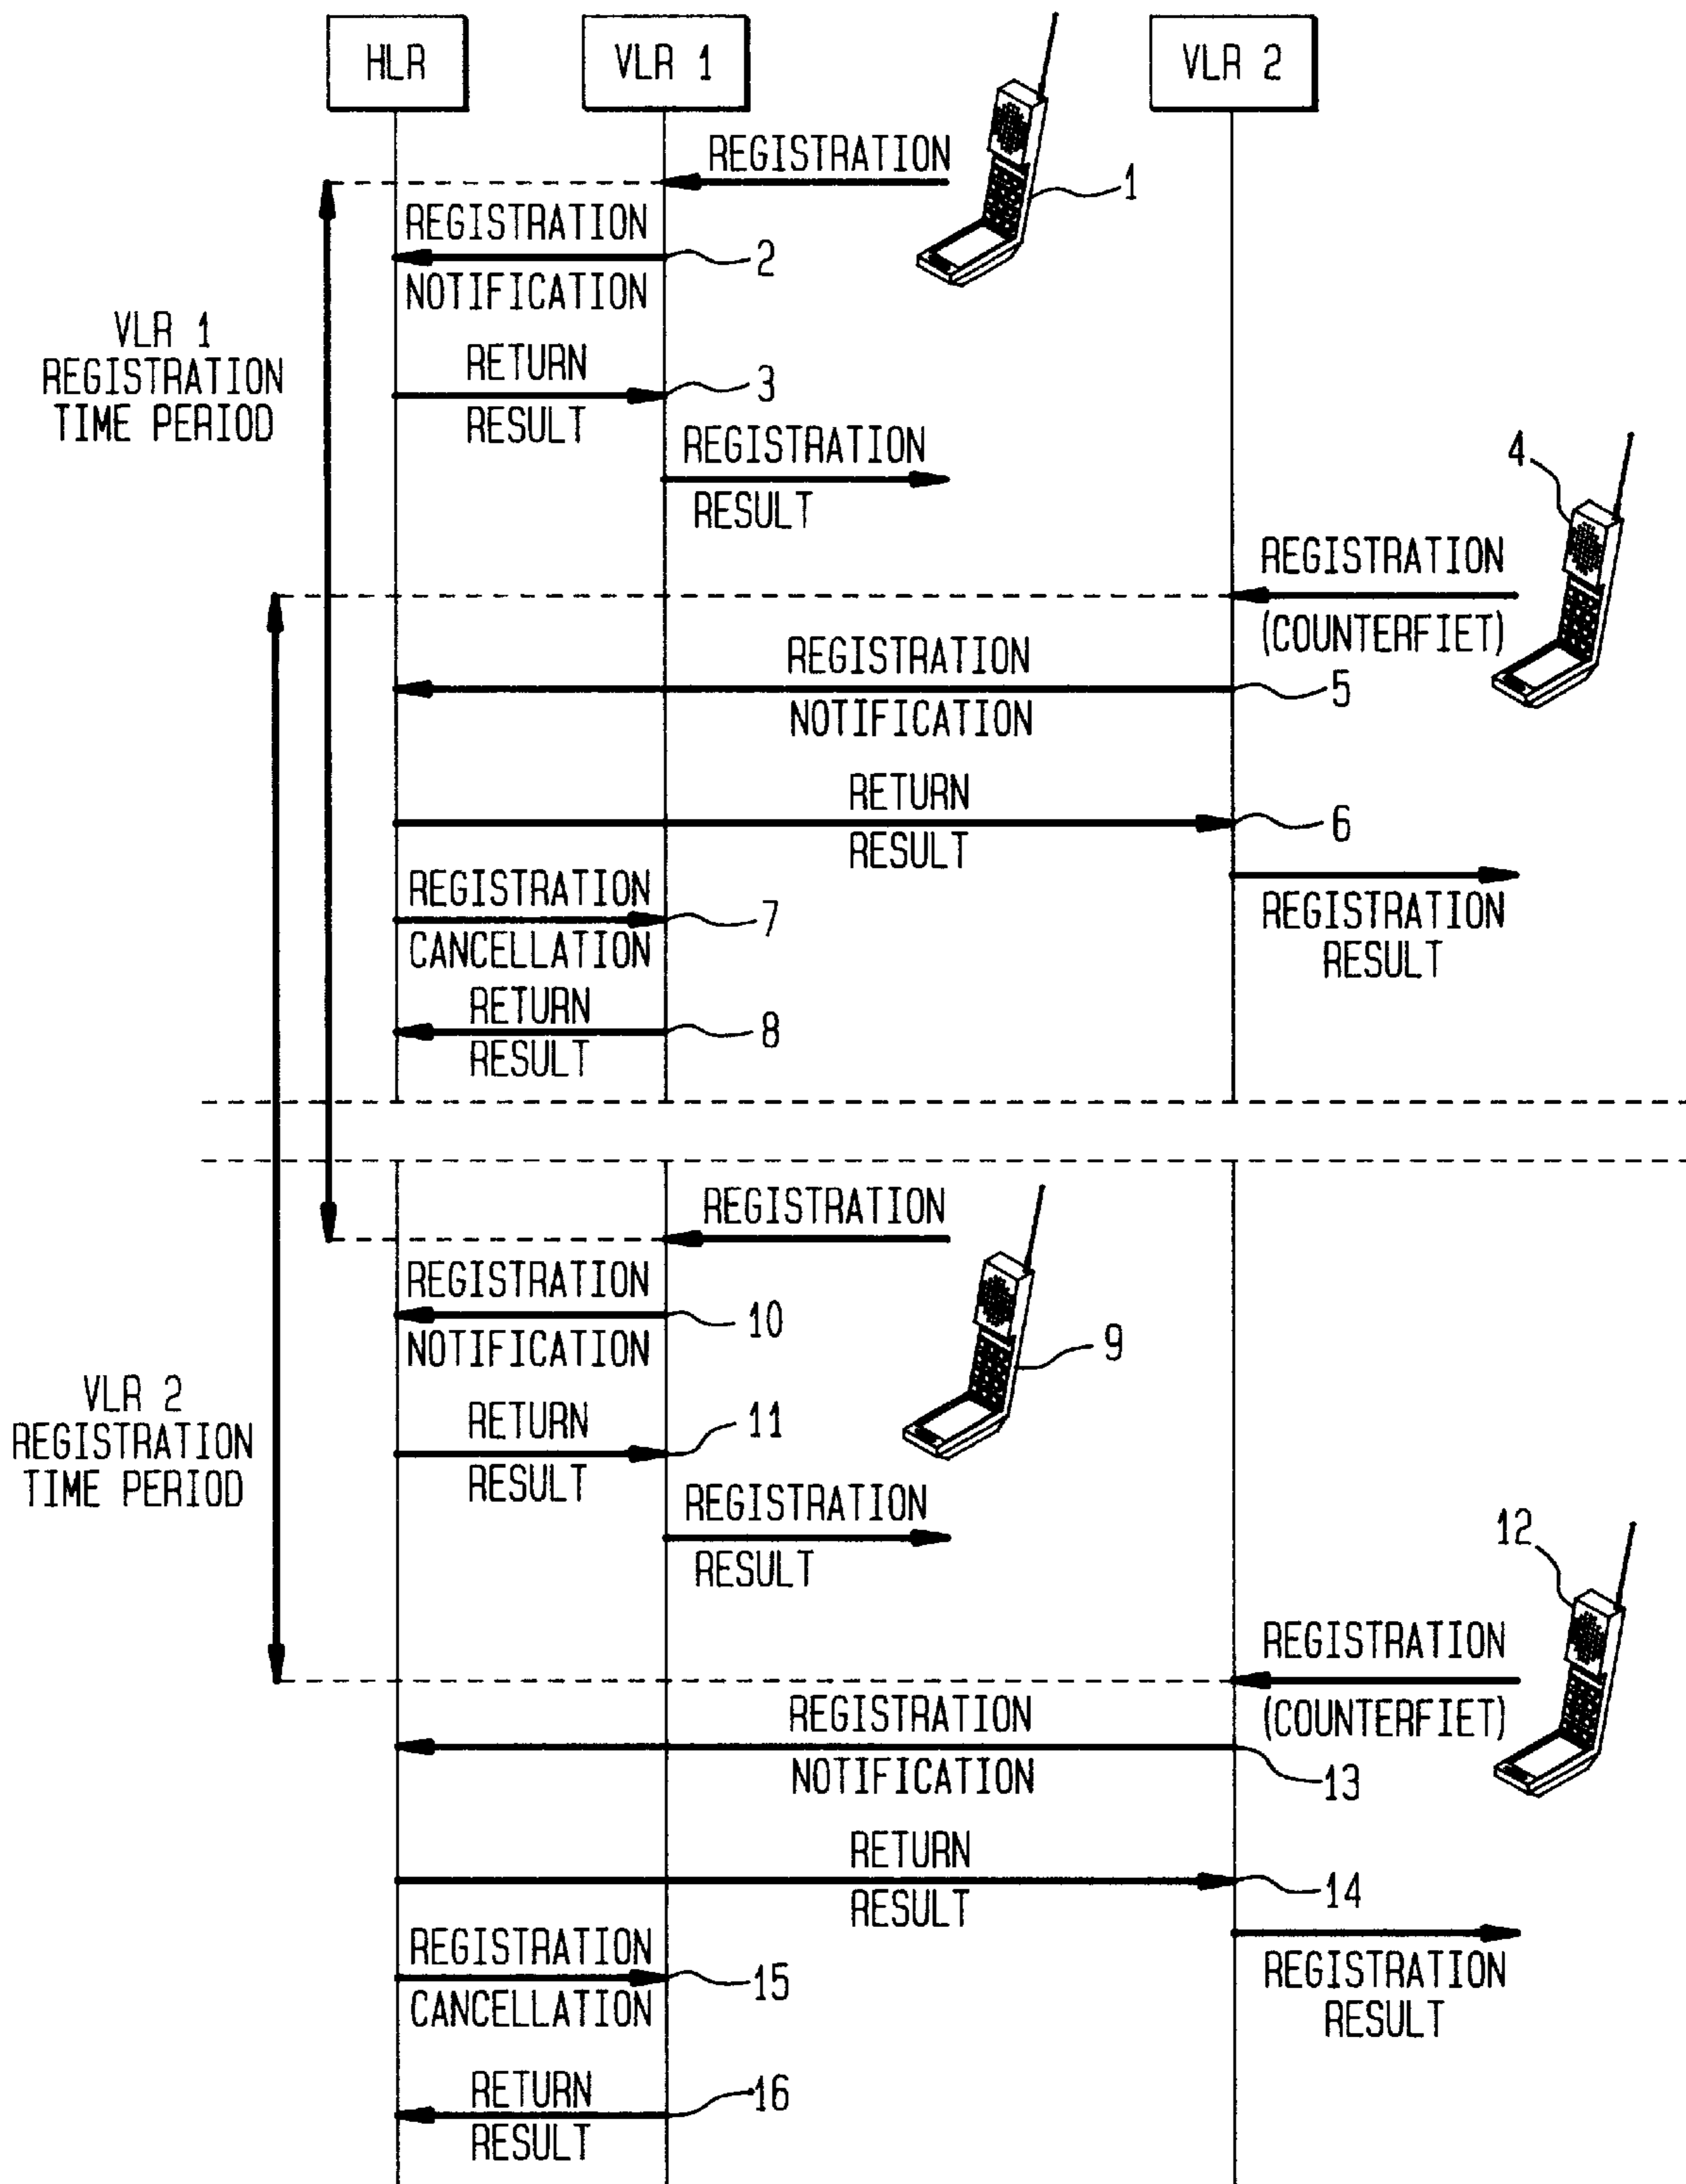 HLR
VLR 1
VLR 2
REGISTRATION
1
REGISTRATION
2
NOTIFICATION
VLR 1
REGISTRATION
TIME PERIOD
RETURN
3
RESULT
REGISTRATION
RESULT
4
REGISTRATION
(COUNTERFIET)
REGISTRATION
5
NOTIFICATION
RETURN
6
RESULT
REGISTRATION
7
CANCELLATION
REGISTRATION
RESULT
RETURN
8
RESULT
REGISTRATION
REGISTRATION
10
NOTIFICATION
9
VLR 2
REGISTRATION
TIME PERIOD
RETURN
11
RESULT
REGISTRATION
RESULT
12
REGISTRATION
(COUNTERFIET)
REGISTRATION
13
NOTIFICATION
RETURN
14
RESULT
REGISTRATION
15
CANCELLATION
REGISTRATION
RESULT
RETURN
16
RESULT